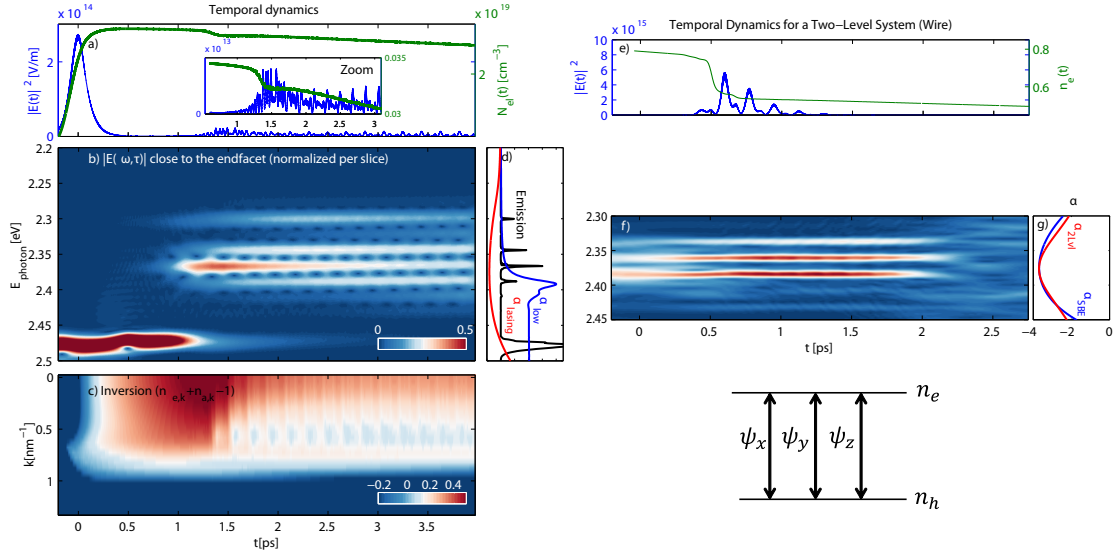 Temporal dynamics
x 10^14
x 10^19
a)
|E(t)|^2 [V/m]
2
0
N_el(t) [cm^-3]
2
x 10^13
Zoom
5
0
1 1.5 2 2.5 3
0.035
0.03
b) |E( ω,τ)| close to the endfacet (normalized per slice)
E_photon [eV]
2.2
2.25
2.3
2.35
2.4
2.45
2.5
0 0.5
d)
Emission
α_lasing
α_low
c) Inversion (n_e,k+n_a,k-1)
k[nm^-1]
0
0.5
1
-0.2 0 0.2 0.4
0 0.5 1 1.5 2 2.5 3 3.5
t[ps]
Temporal Dynamics for a Two-Level System (Wire)
x 10^15
e)
|E(t)|^2
10
8
6
4
2
0
0.8
0.6
n_e(t)
f)
2.30
2.35
2.40
2.45
0 0.5 1 1.5 2 2.5
t [ps]
α
g)
α_2Lvl
α_SBE
-4 -2 0
n_e
ψ_x ψ_y ψ_z
n_h